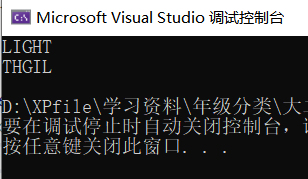 Microsoft Visual Studio 调试控制台
LIGHT
THGIL
D:\XPfile\学习资料\年级分类\大
要在调试停止时自动关闭控制台，
按任意键关闭此窗口. . .